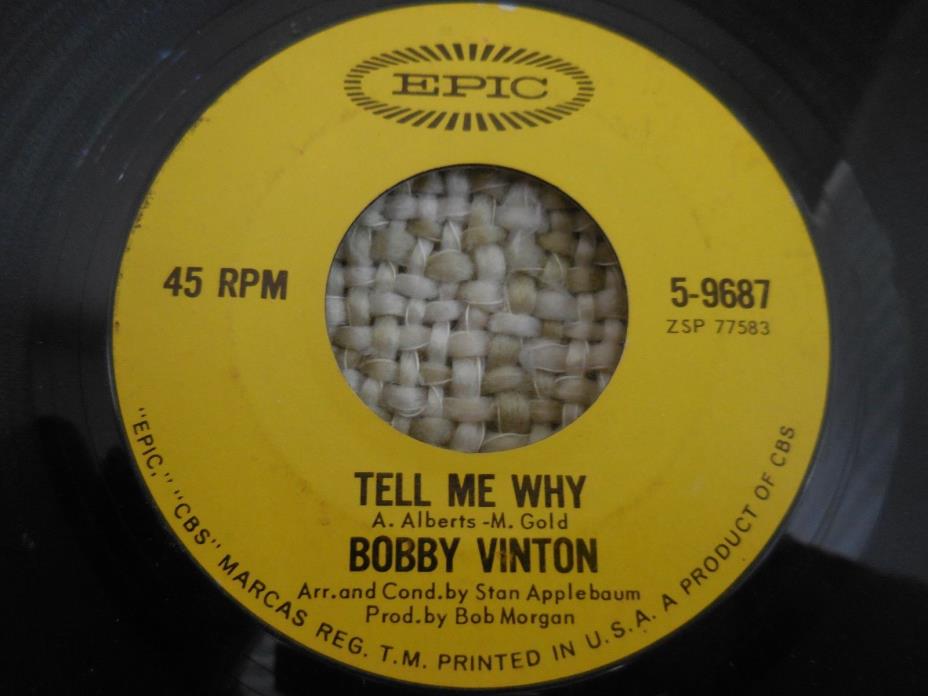 EPIC
45 RPM
5-9687
ZSP 77583
TELL ME WHY
A. Alberts -M. Gold
BOBBY VINTON
Arr.and Cond.by Stan Applebaum
Prod.by Bob Morgan
"EPIC," "CBS" MARCAS REG. T.M. PRINTED IN U.S.A. A PRODUCT OF CBS